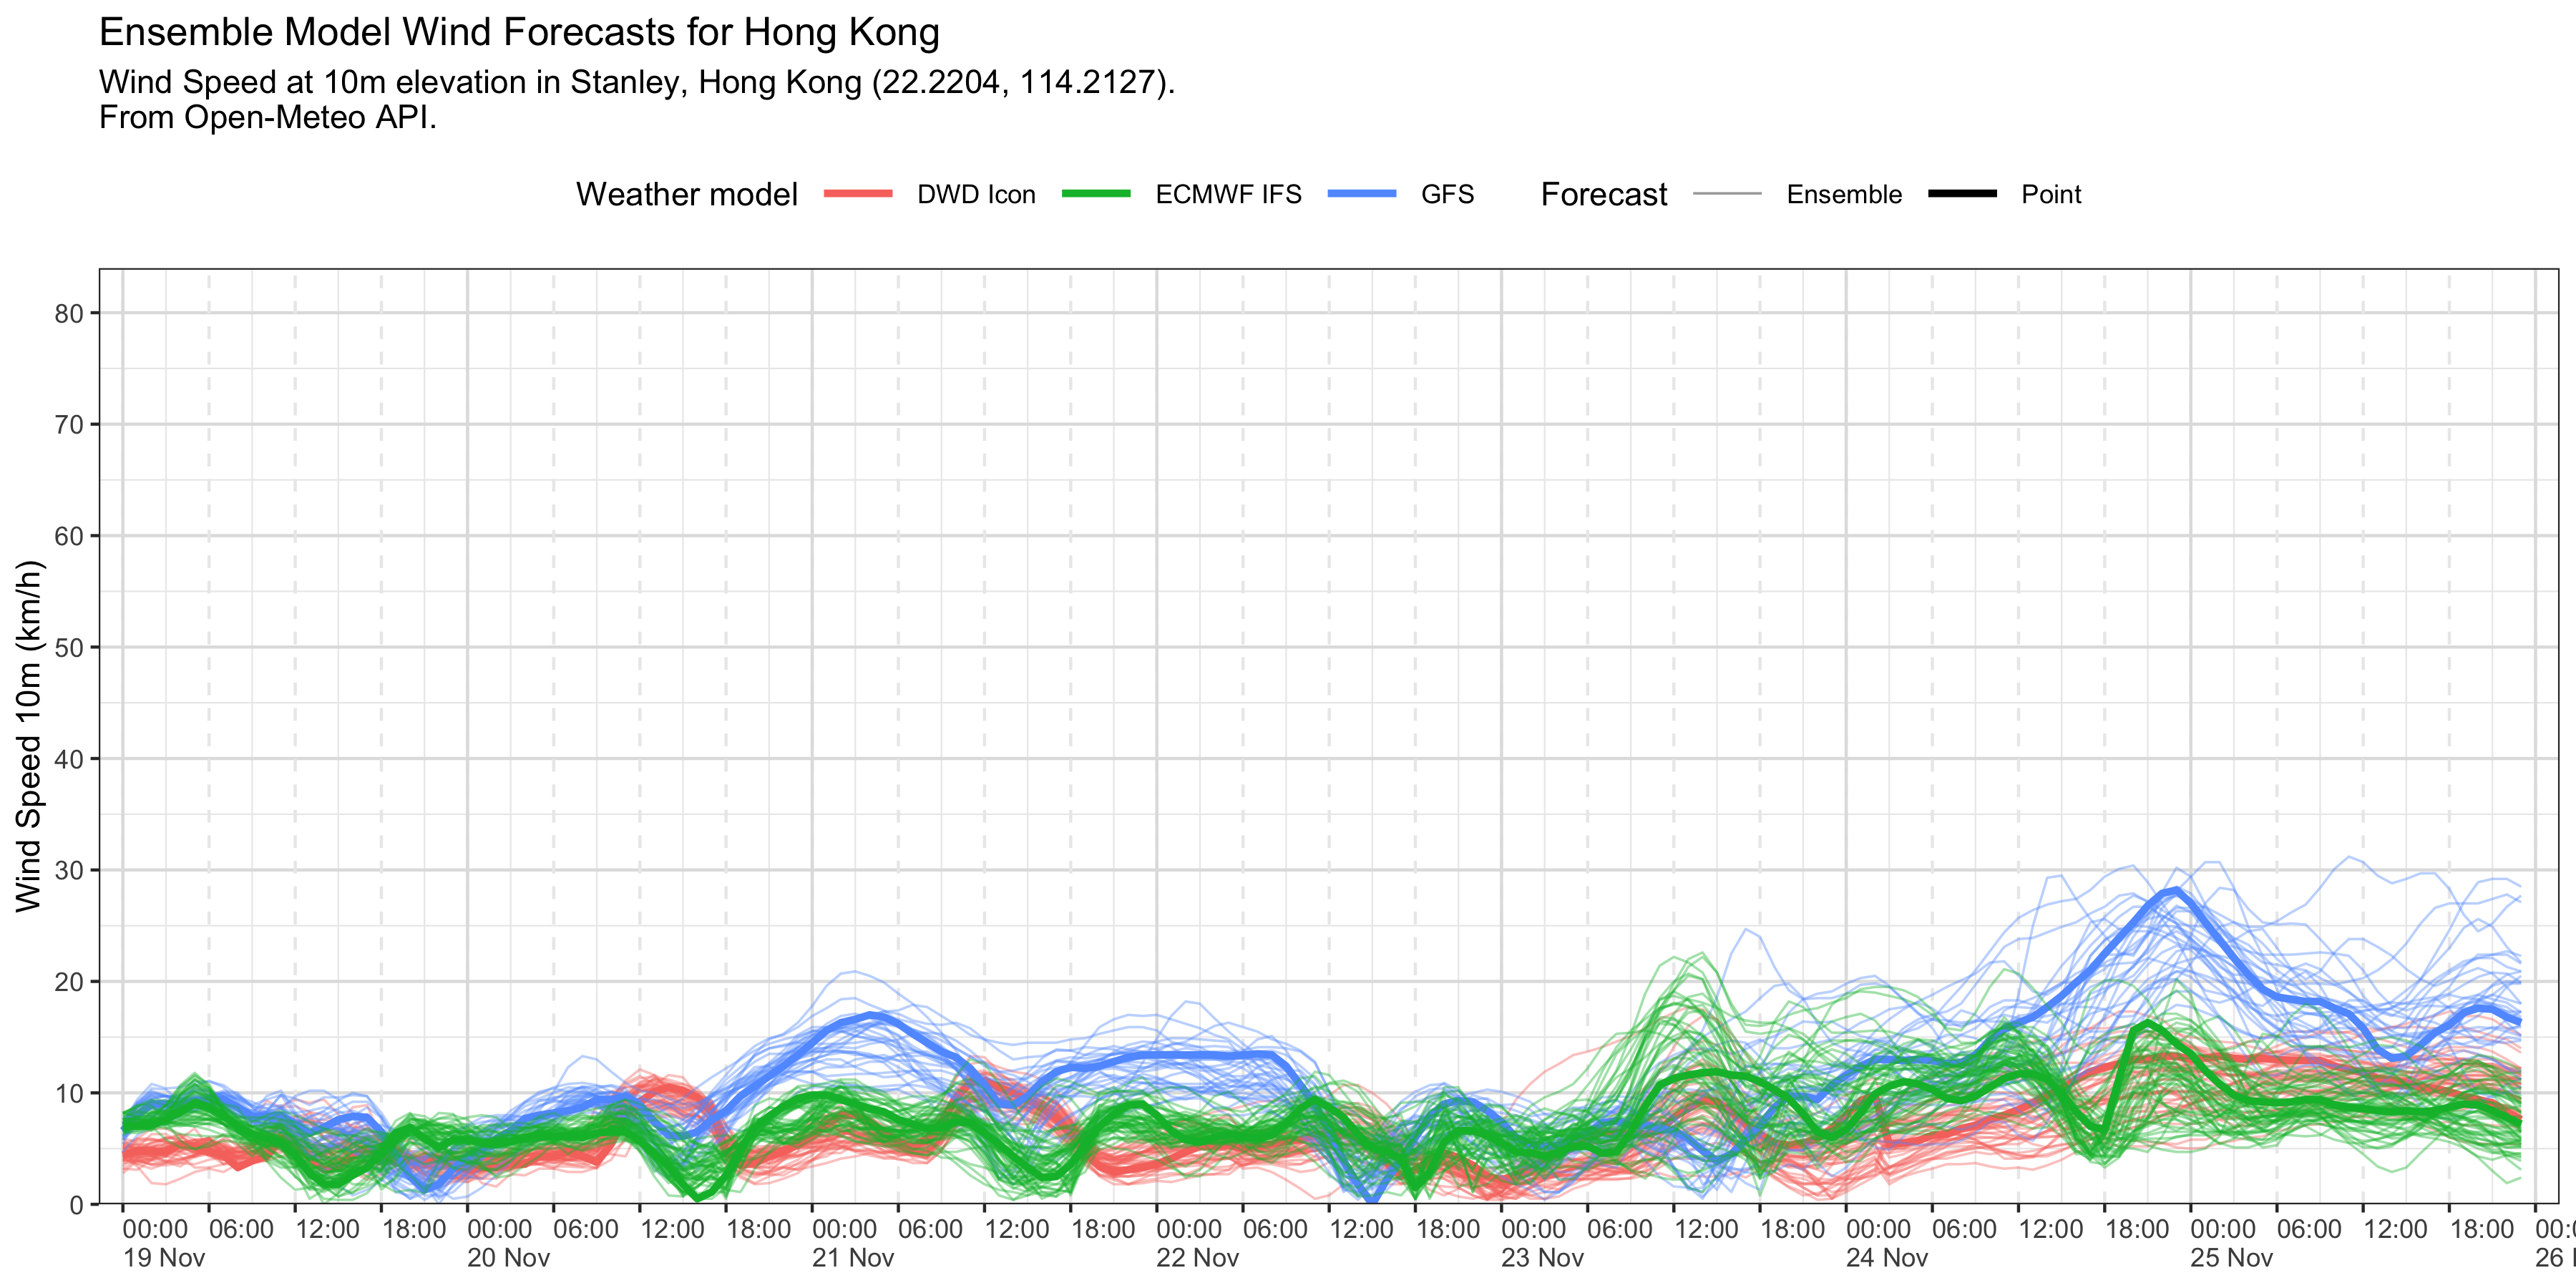 Ensemble Model Wind Forecasts for Hong Kong
Wind Speed at 10m elevation in Stanley, Hong Kong (22.2204, 114.2127).
From Open-Meteo API.
Weather model DWD Icon ECMWF IFS GFS Forecast Ensemble Point
Wind Speed 10m (km/h)
80
70
60
50
40
30
20
10
0
00:00 06:00 12:00 18:00 00:00 06:00 12:00 18:00 00:00 06:00 12:00 18:00 00:00 06:00 12:00 18:00 00:00 06:00 12:00 18:00 00:00 06:00 12:00 18:00 00:00 06:00 12:00 18:00
19 Nov 20 Nov 21 Nov 22 Nov 23 Nov 24 Nov 25 Nov 26